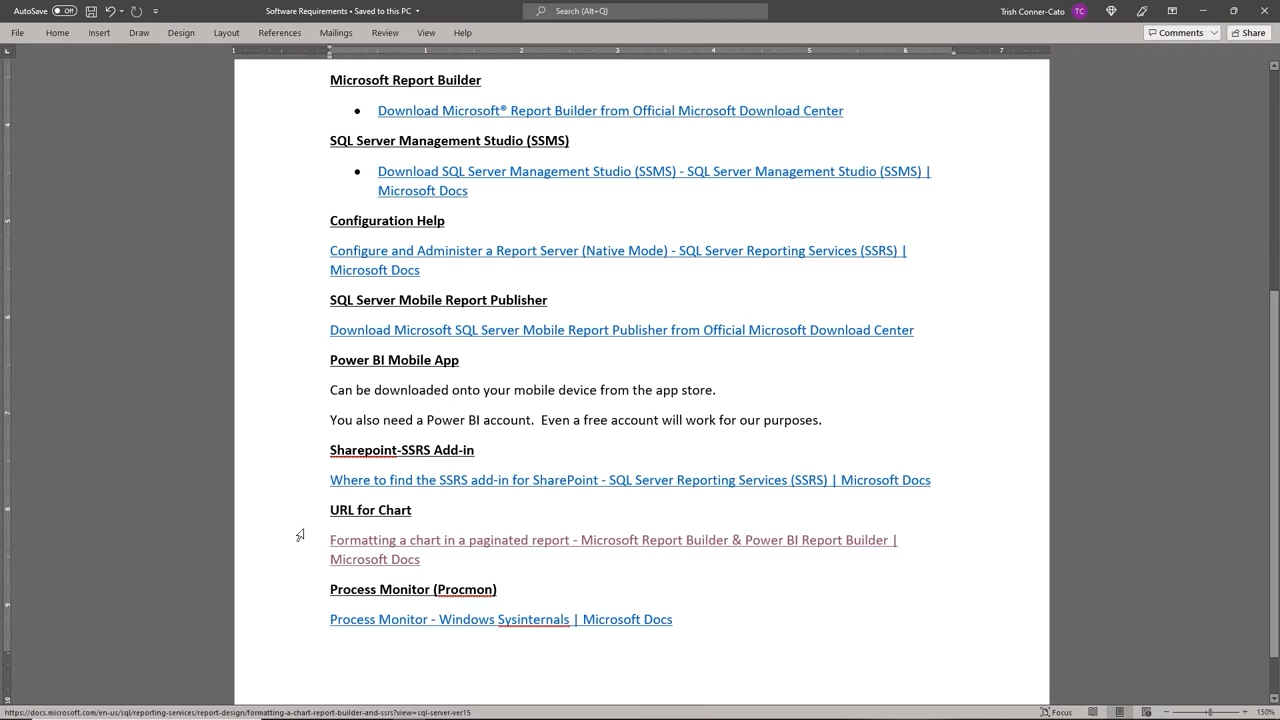 AutoSave Off Software Requirements • Saved to this PC Search (Alt+Q) Trish Conner-Cato TC
File Home Insert Draw Design Layout References Mailings Review View Help Comments Share
1 1 2 3 4 5 6 7
Microsoft Report Builder
• Download Microsoft® Report Builder from Official Microsoft Download Center
SQL Server Management Studio (SSMS)
• Download SQL Server Management Studio (SSMS) - SQL Server Management Studio (SSMS) |
Microsoft Docs
Configuration Help
Configure and Administer a Report Server (Native Mode) - SQL Server Reporting Services (SSRS) |
Microsoft Docs
SQL Server Mobile Report Publisher
Download Microsoft SQL Server Mobile Report Publisher from Official Microsoft Download Center
Power BI Mobile App
Can be downloaded onto your mobile device from the app store.
You also need a Power BI account.  Even a free account will work for our purposes.
Sharepoint-SSRS Add-in
Where to find the SSRS add-in for SharePoint - SQL Server Reporting Services (SSRS) | Microsoft Docs
URL for Chart
Formatting a chart in a paginated report - Microsoft Report Builder & Power BI Report Builder |
Microsoft Docs
Process Monitor (Procmon)
Process Monitor - Windows Sysinternals | Microsoft Docs
https://docs.microsoft.com/en-us/sql/reporting-services/report-design/formatting-a-chart-report-builder-and-ssrs?view=sql-server-ver15 Focus 150%